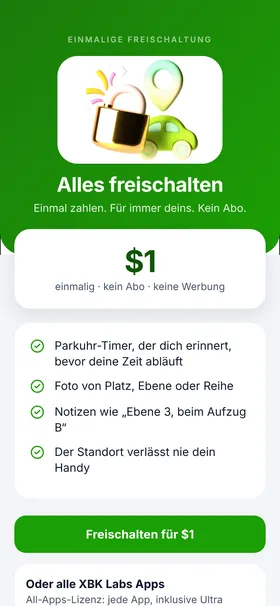 EINMALIGE FREISCHALTUNG
Alles freischalten
Einmal zahlen. Für immer deins. Kein Abo.
$1
einmalig · kein Abo · keine Werbung
Parkuhr-Timer, der dich erinnert,
bevor deine Zeit abläuft
Foto von Platz, Ebene oder Reihe
Notizen wie „Ebene 3, beim Aufzug
B“
Der Standort verlässt nie dein
Handy
Freischalten für $1
Oder alle XBK Labs Apps
All-Apps-Lizenz: jede App, inklusive Ultra